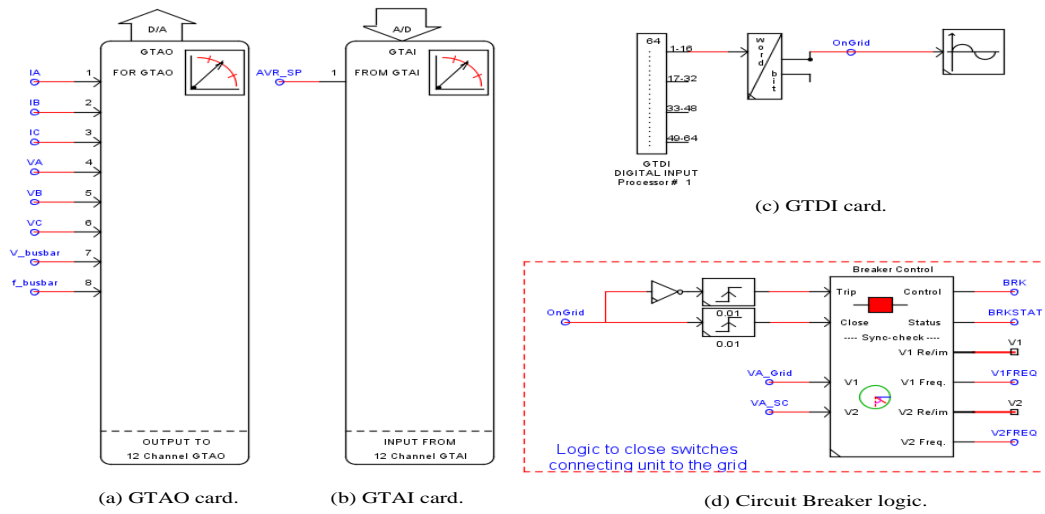 D/A
GTAO
FOR GTAO
IA 1
IB 2
IC 3
VA 4
VB 5
VC 6
V_busbar 7
f_busbar 8
OUTPUT TO
12 Channel GTAO
(a) GTAO card.
A/D
GTAI
FROM GTAI
AVR_SP 1
INPUT FROM
12 Channel GTAI
(b) GTAI card.
64
1-16
17-32
33-48
49-64
GTDI
DIGITAL INPUT
Processor # 1
word
bit
OnGrid
(c) GTDI card.
Breaker Control
OnGrid
0.01
0.01
Trip
Control
BRK
Close
Status
BRKSTAT
---- Sync-check ----
V1 Re/im
V1
VA_Grid
V1
V1 Freq.
V1FREQ
VA_SC
V2
V2 Re/im
V2
V2 Freq.
V2FREQ
Logic to close switches
connecting unit to the grid
(d) Circuit Breaker logic.